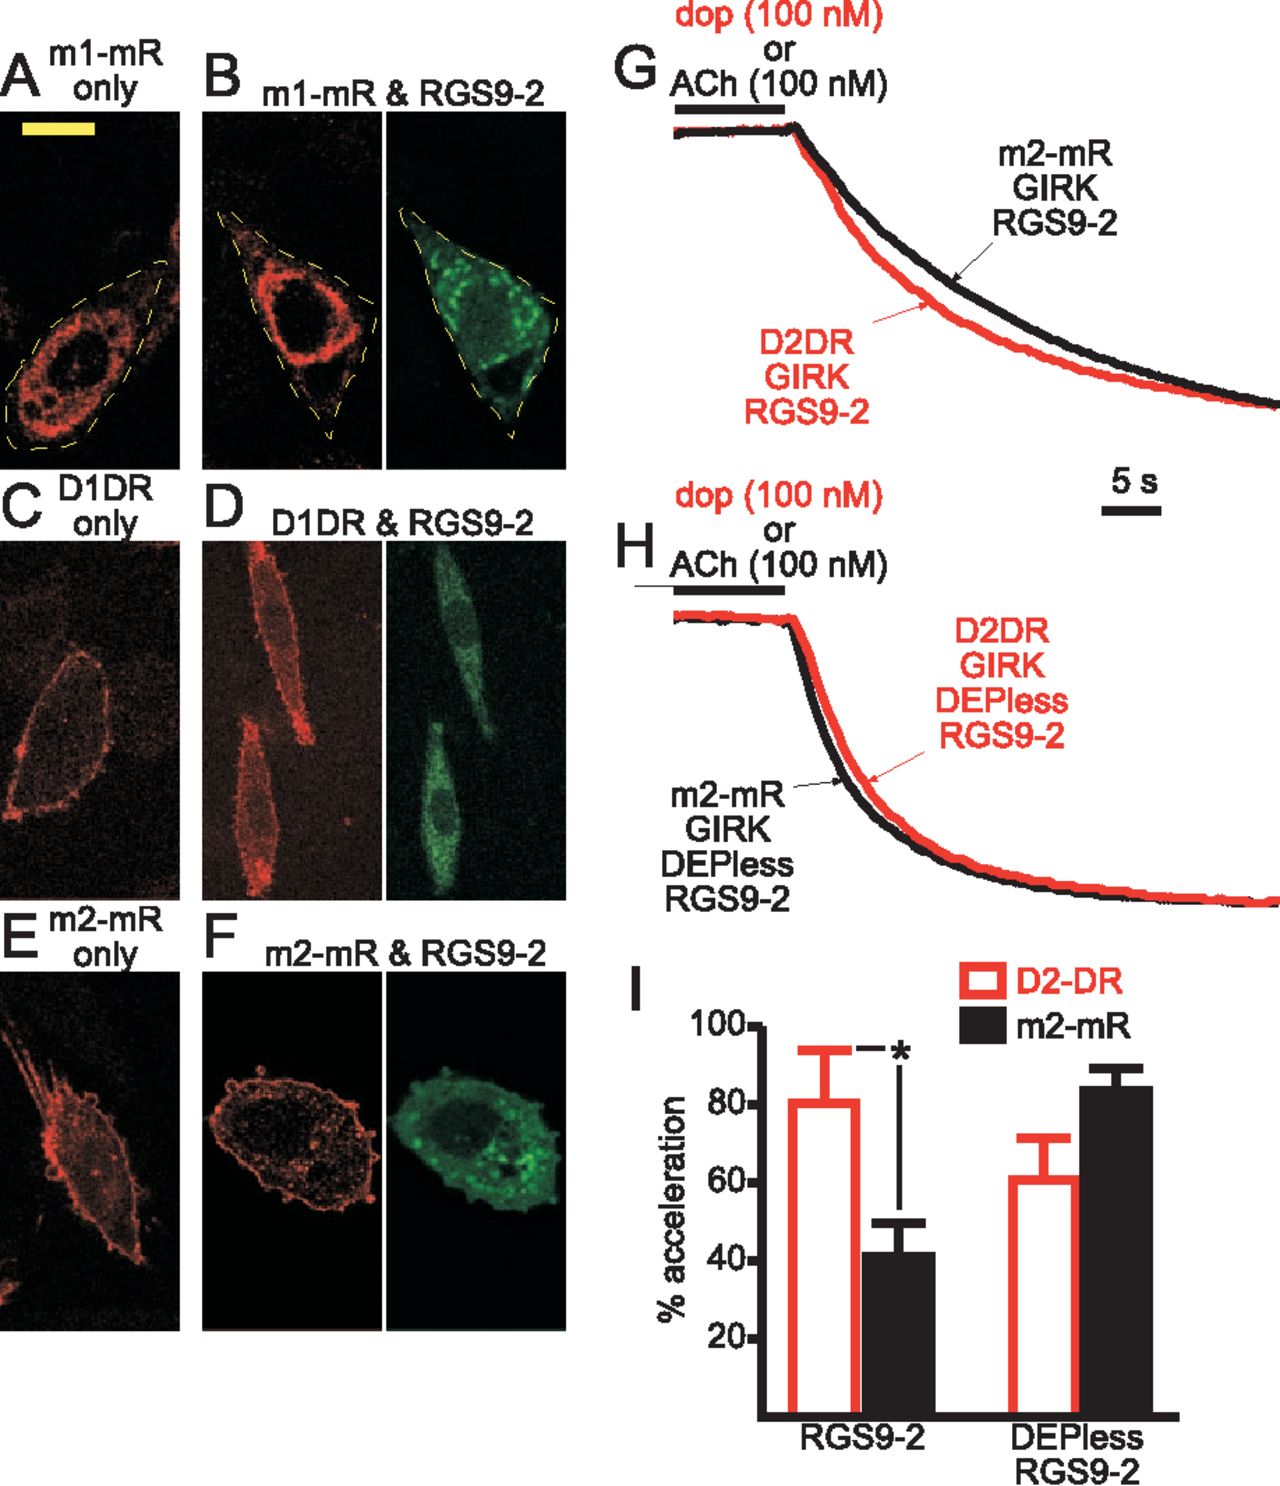 A
m1-mR
only
B
m1-mR & RGS9-2
C
D1DR
only
D
D1DR & RGS9-2
E
m2-mR
only
F
m2-mR & RGS9-2
G
dop (100 nM)
or
ACh (100 nM)
m2-mR
GIRK
RGS9-2
D2DR
GIRK
RGS9-2
5 s
H
dop (100 nM)
or
ACh (100 nM)
D2DR
GIRK
DEPless
RGS9-2
m2-mR
GIRK
DEPless
RGS9-2
I
D2-DR
m2-mR
% acceleration
100
80
60
40
20
*
RGS9-2
DEPless
RGS9-2